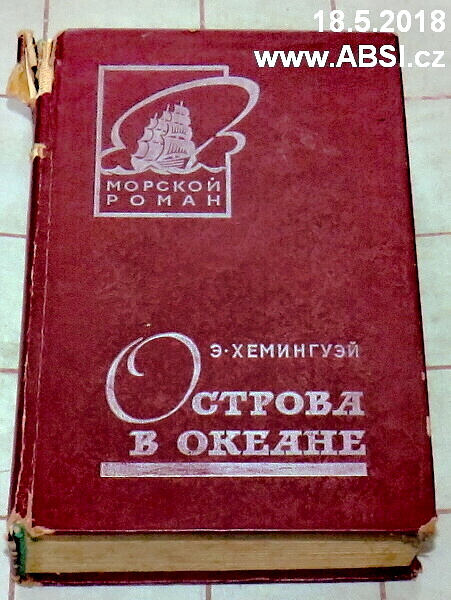 18.5.2018
www.ABSI.cz
МОРСКОЙ
РОМАН
Э·ХЕМИНГУЭЙ
ОСТРОВА
В ОКЕАНЕ